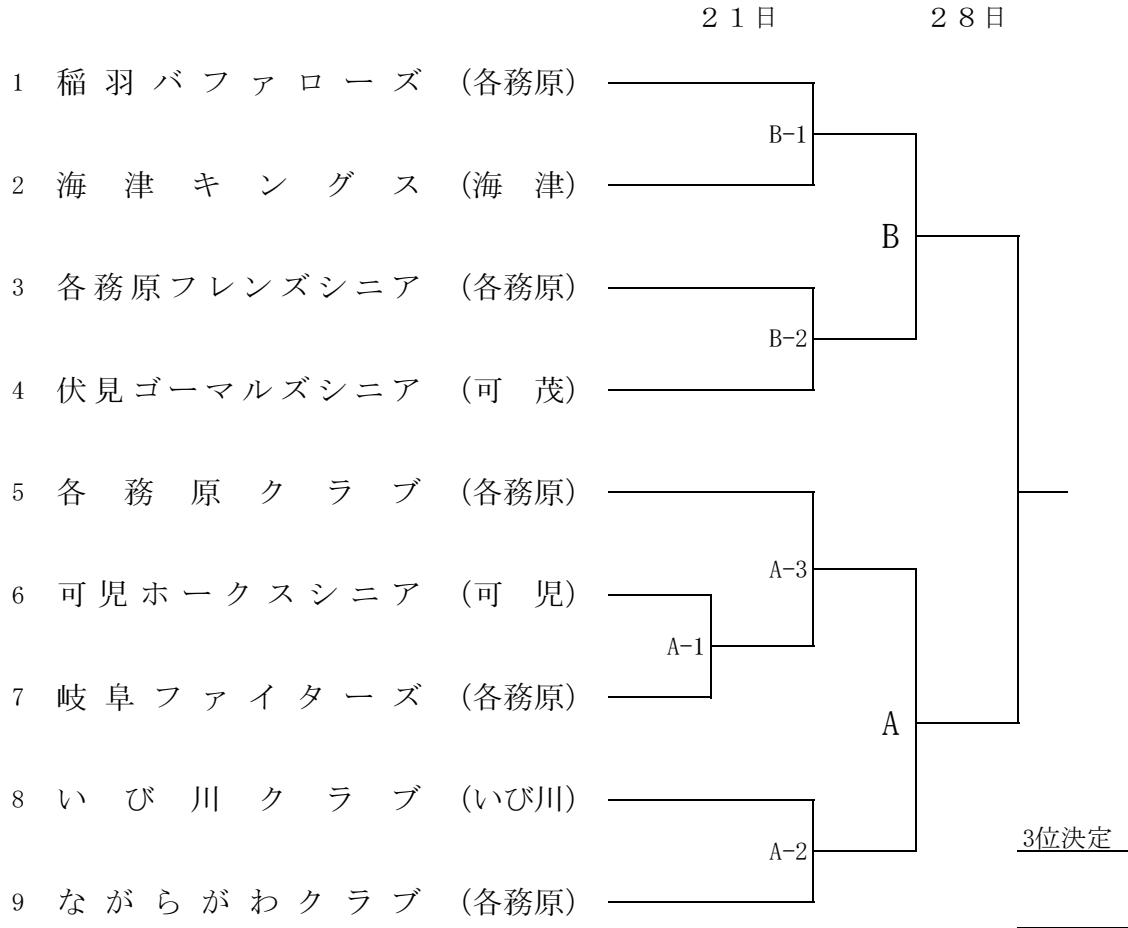 ２１日 ２８日
1 稲羽バファローズ (各務原)
B-1
2 海津キングス (海 津)
B
3 各務原フレンズシニア (各務原)
B-2
4 伏見ゴーマルズシニア (可 茂)
5 各務原クラブ (各務原)
A-3
6 可児ホークスシニア (可 児)
A-1
7 岐阜ファイターズ (各務原)
A
8 いび川クラブ (いび川)
3位決定
A-2
9 ながらがわクラブ (各務原)